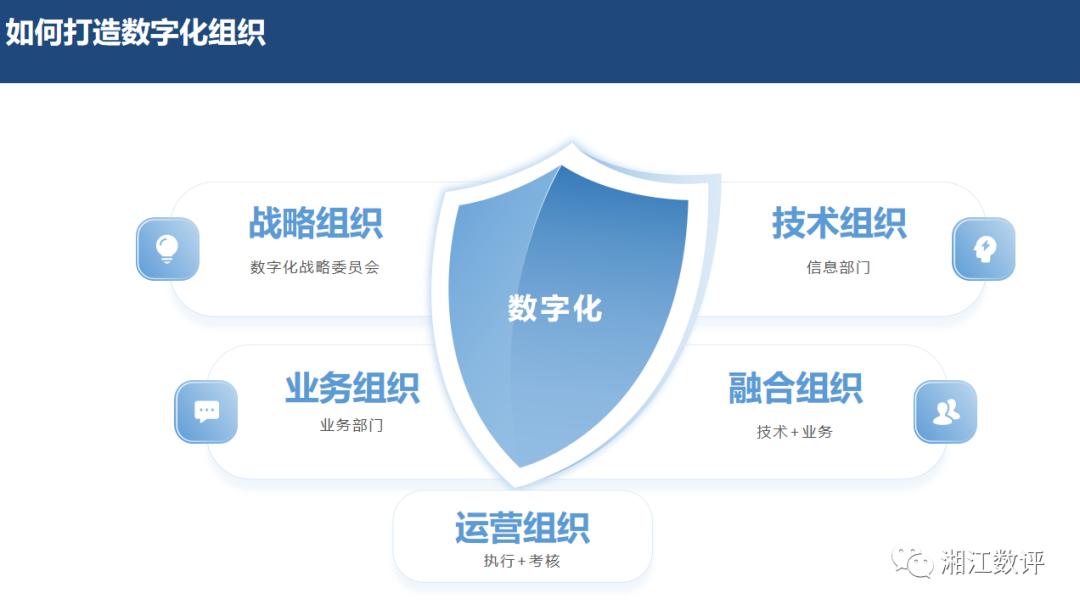 如何打造数字化组织
战略组织
数字化战略委员会
技术组织
信息部门
数字化
业务组织
业务部门
融合组织
技术+业务
运营组织
执行+考核
湘江数评